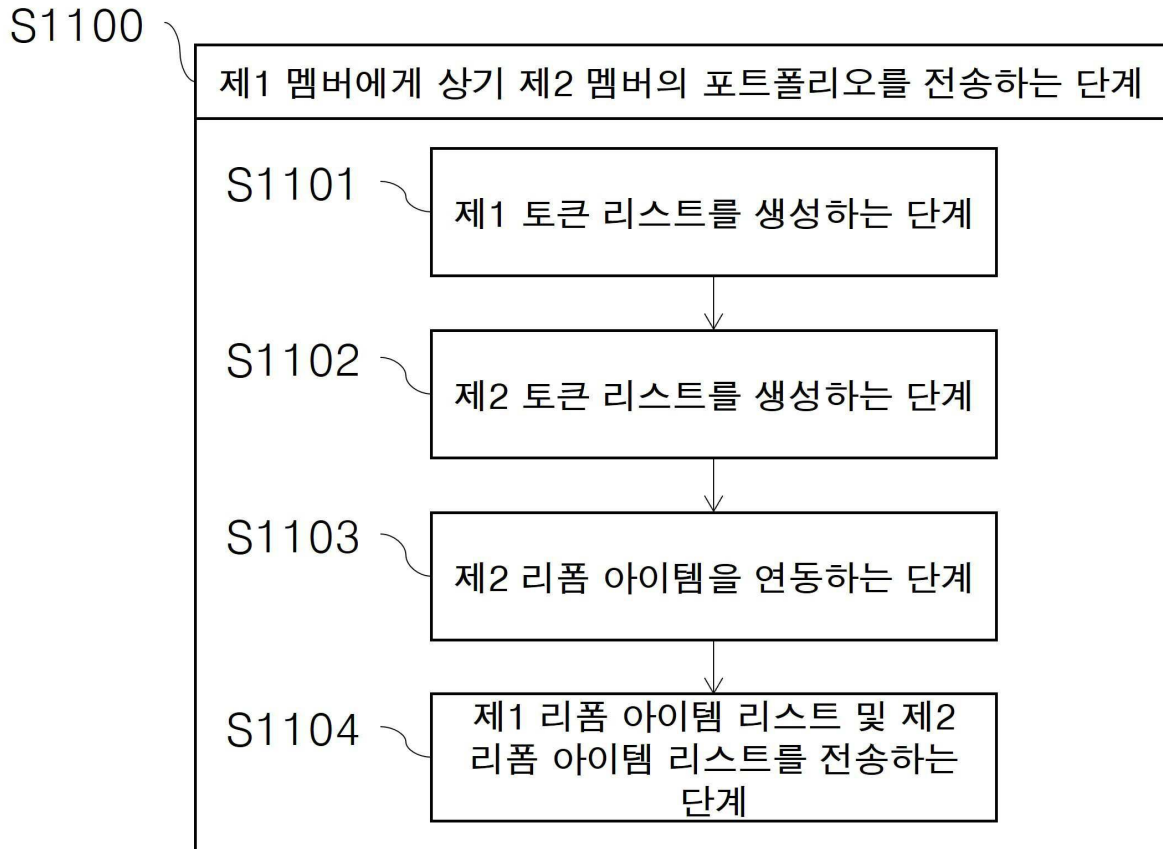 S1100
제1 멤버에게 상기 제2 멤버의 포트폴리오를 전송하는 단계
S1101
제1 토큰 리스트를 생성하는 단계
S1102
제2 토큰 리스트를 생성하는 단계
S1103
제2 리폼 아이템을 연동하는 단계
S1104
제1 리폼 아이템 리스트 및 제2
리폼 아이템 리스트를 전송하는
단계